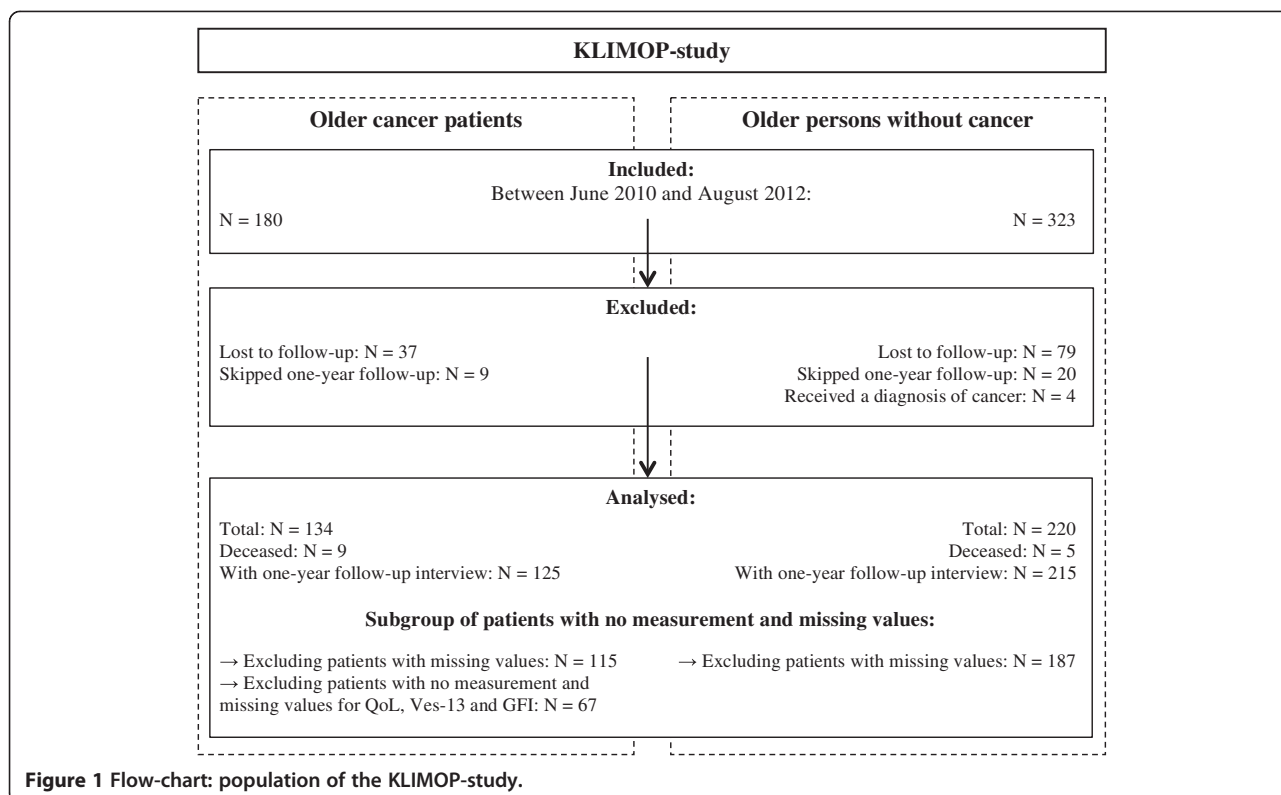 KLIMOP-study
Older cancer patients
Older persons without cancer
Included:
Between June 2010 and August 2012:
N = 180
N = 323
Excluded:
Lost to follow-up: N = 37
Skipped one-year follow-up: N = 9
Lost to follow-up: N = 79
Skipped one-year follow-up: N = 20
Received a diagnosis of cancer: N = 4
Analysed:
Total: N = 134
Deceased: N = 9
With one-year follow-up interview: N = 125
Total: N = 220
Deceased: N = 5
With one-year follow-up interview: N = 215
Subgroup of patients with no measurement and missing values:
→ Excluding patients with missing values: N = 115
→ Excluding patients with no measurement and
missing values for QoL, Ves-13 and GFI: N = 67
→ Excluding patients with missing values: N = 187
Figure 1 Flow-chart: population of the KLIMOP-study.